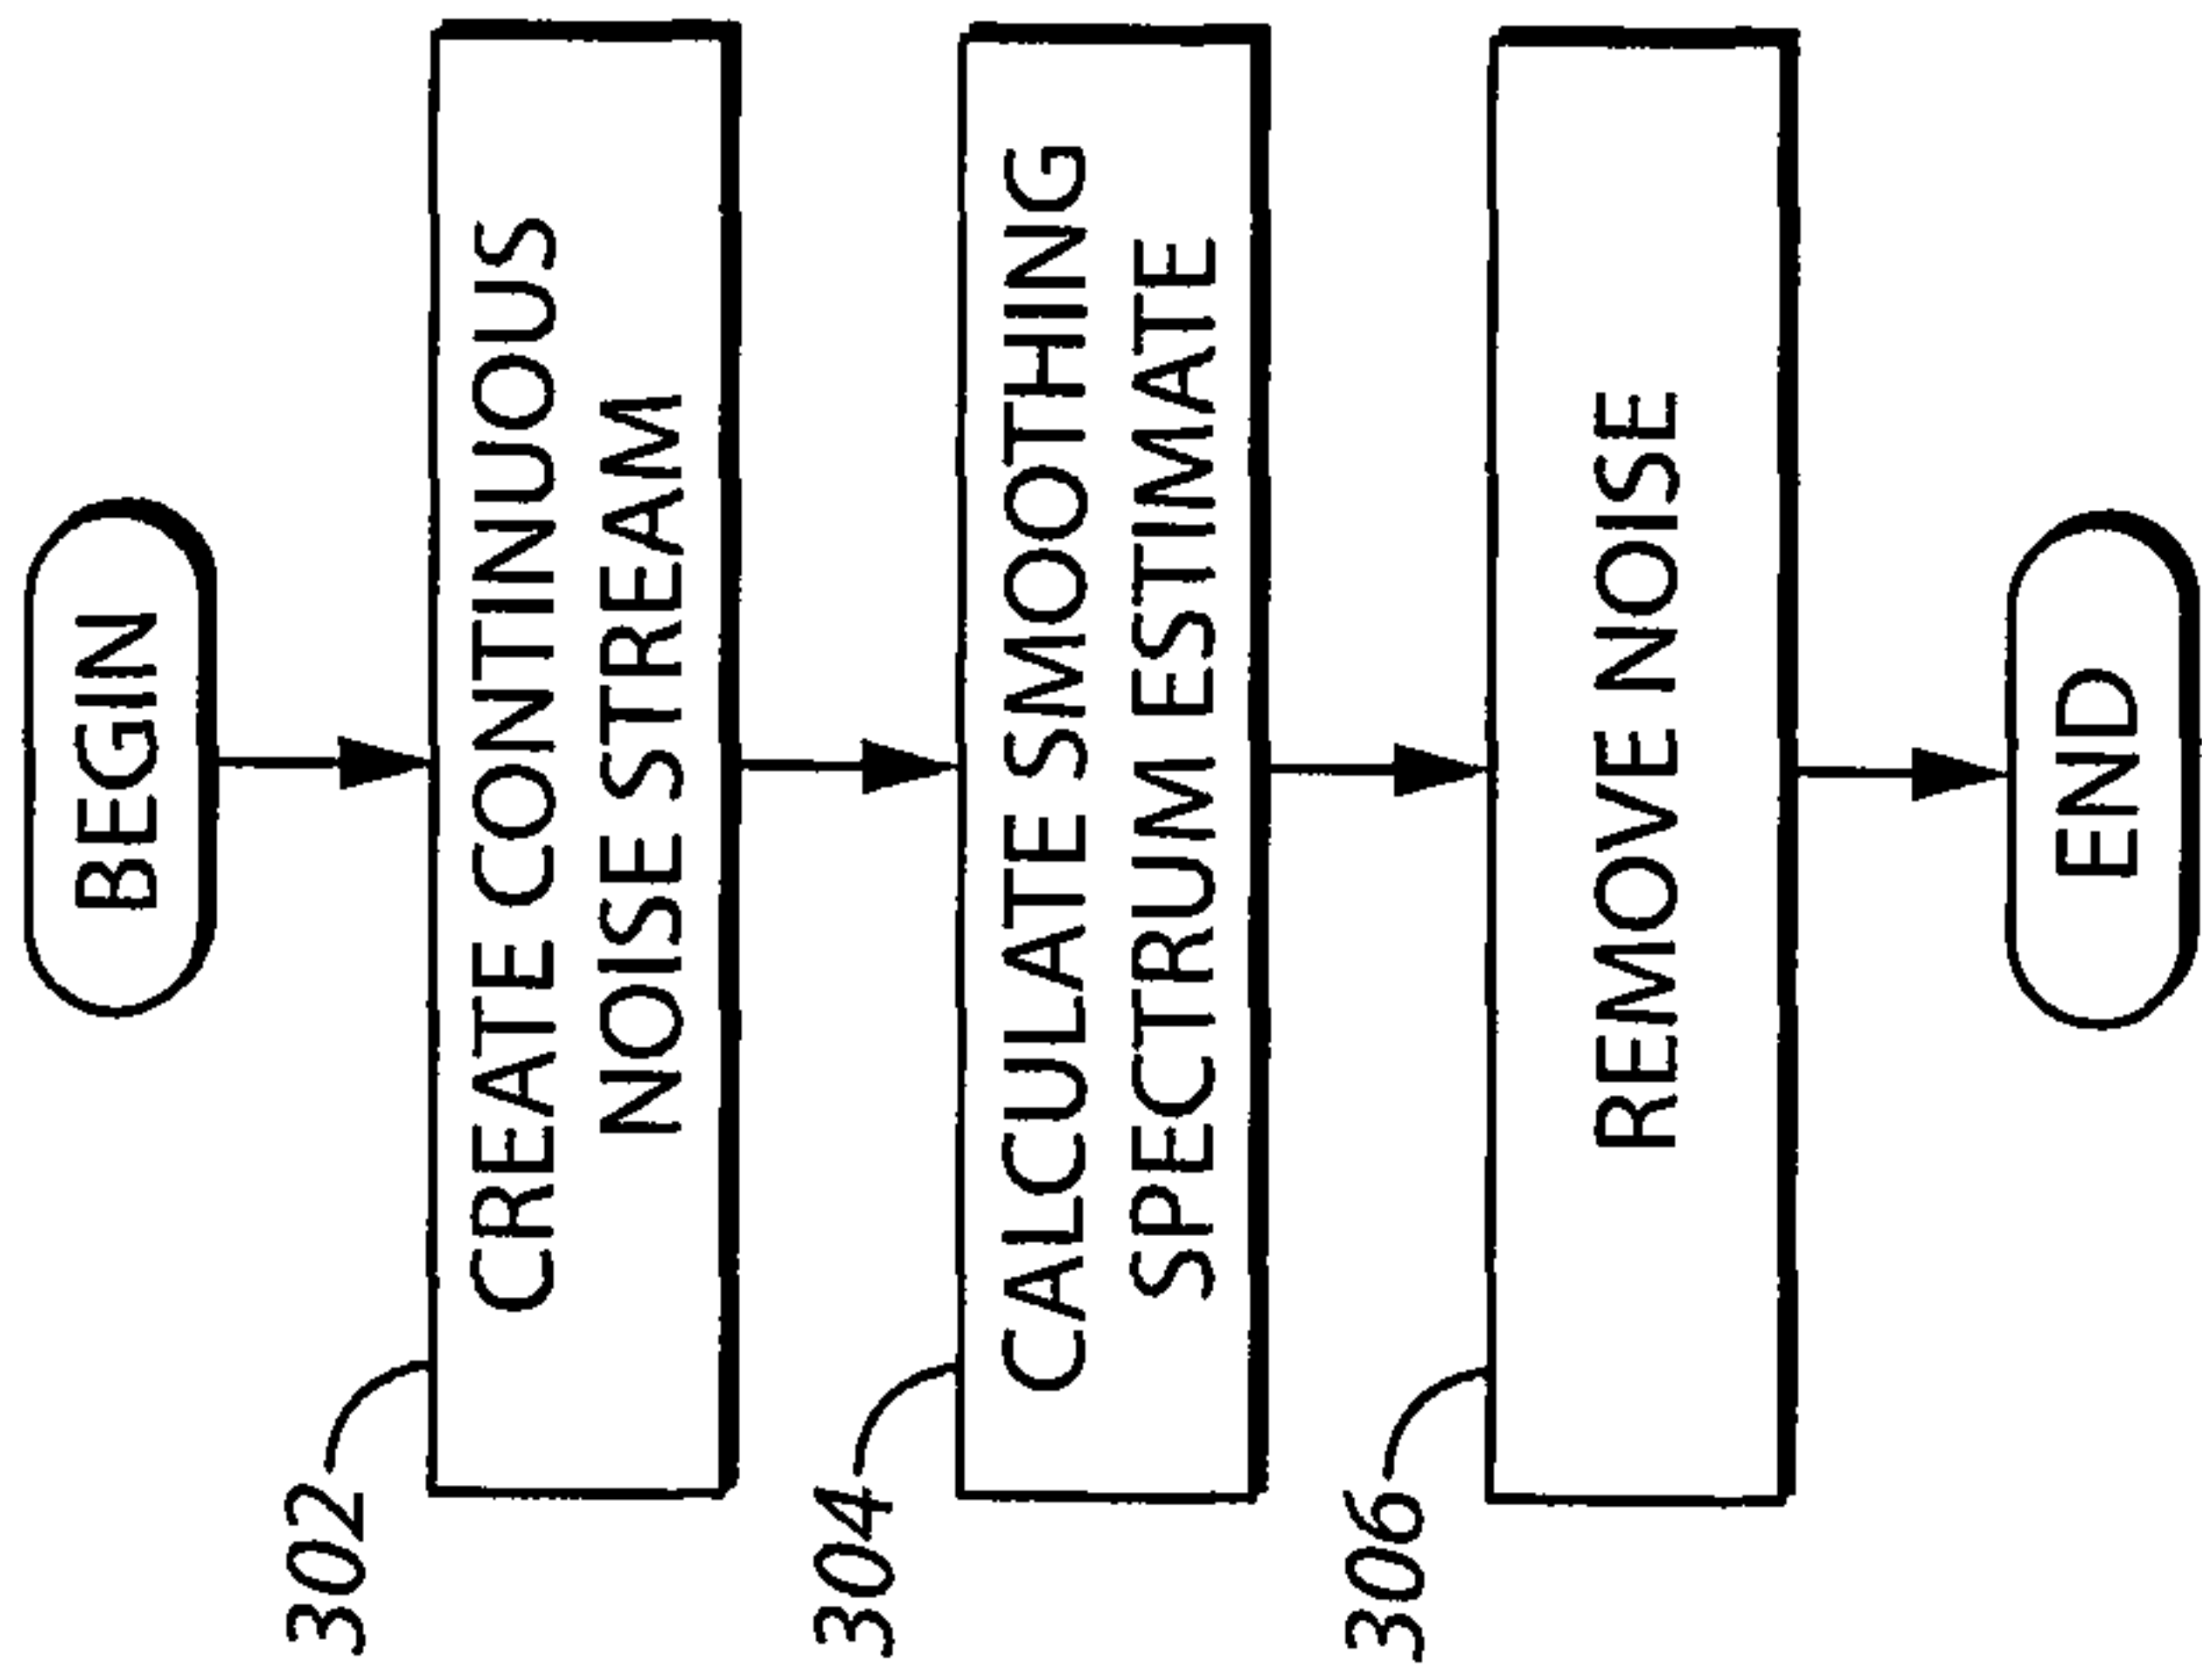 BEGIN
302
CREATE CONTINUOUS
NOISE STREAM
304
CALCULATE SMOOTHING
SPECTRUM ESTIMATE
306
REMOVE NOISE
END